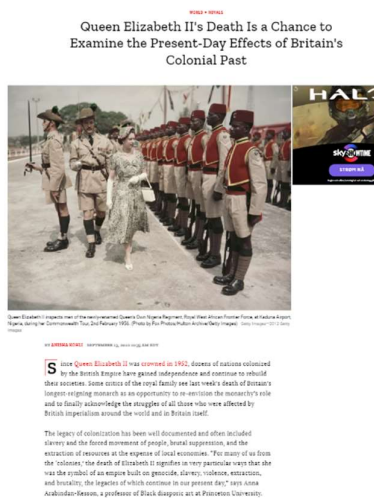 WORLD • ROYALS
Queen Elizabeth II's Death Is a Chance to
Examine the Present-Day Effects of Britain's
Colonial Past
HALO
sky SHOWTIME
Queen Elizabeth II inspects men of the newly-renamed Queen's Own Nigeria Regiment, Royal West African Frontier Force, at Kaduna Airport,
Nigeria, during her Commonwealth Tour, 2nd February 1956. (Photo by Fox Photos/Hulton Archive/Getty Images)
Images
BY
Since Queen Elizabeth II was crowned in 1952, dozens of nations colonized
by the British Empire have gained independence and continue to rebuild
their societies. Some critics of the royal family see last week's death of Britain's
longest-reigning monarch as an opportunity to re-envision the monarchy's role
and to finally acknowledge the struggles of all those who were affected by
British imperialism around the world and in Britain itself.
The legacy of colonization has been well documented and often included
slavery and the forced movement of people, brutal suppression, and the
extraction of resources at the expense of local economies. "For many of us from
the 'colonies,' the death of Elizabeth II signifies in very particular ways that she
was the symbol of an empire built on genocide, slavery, violence, extraction,
and brutality, the legacies of which continue in our present day," says Anna
Arabindan-Kesson, a professor of Black diasporic art at Princeton University.